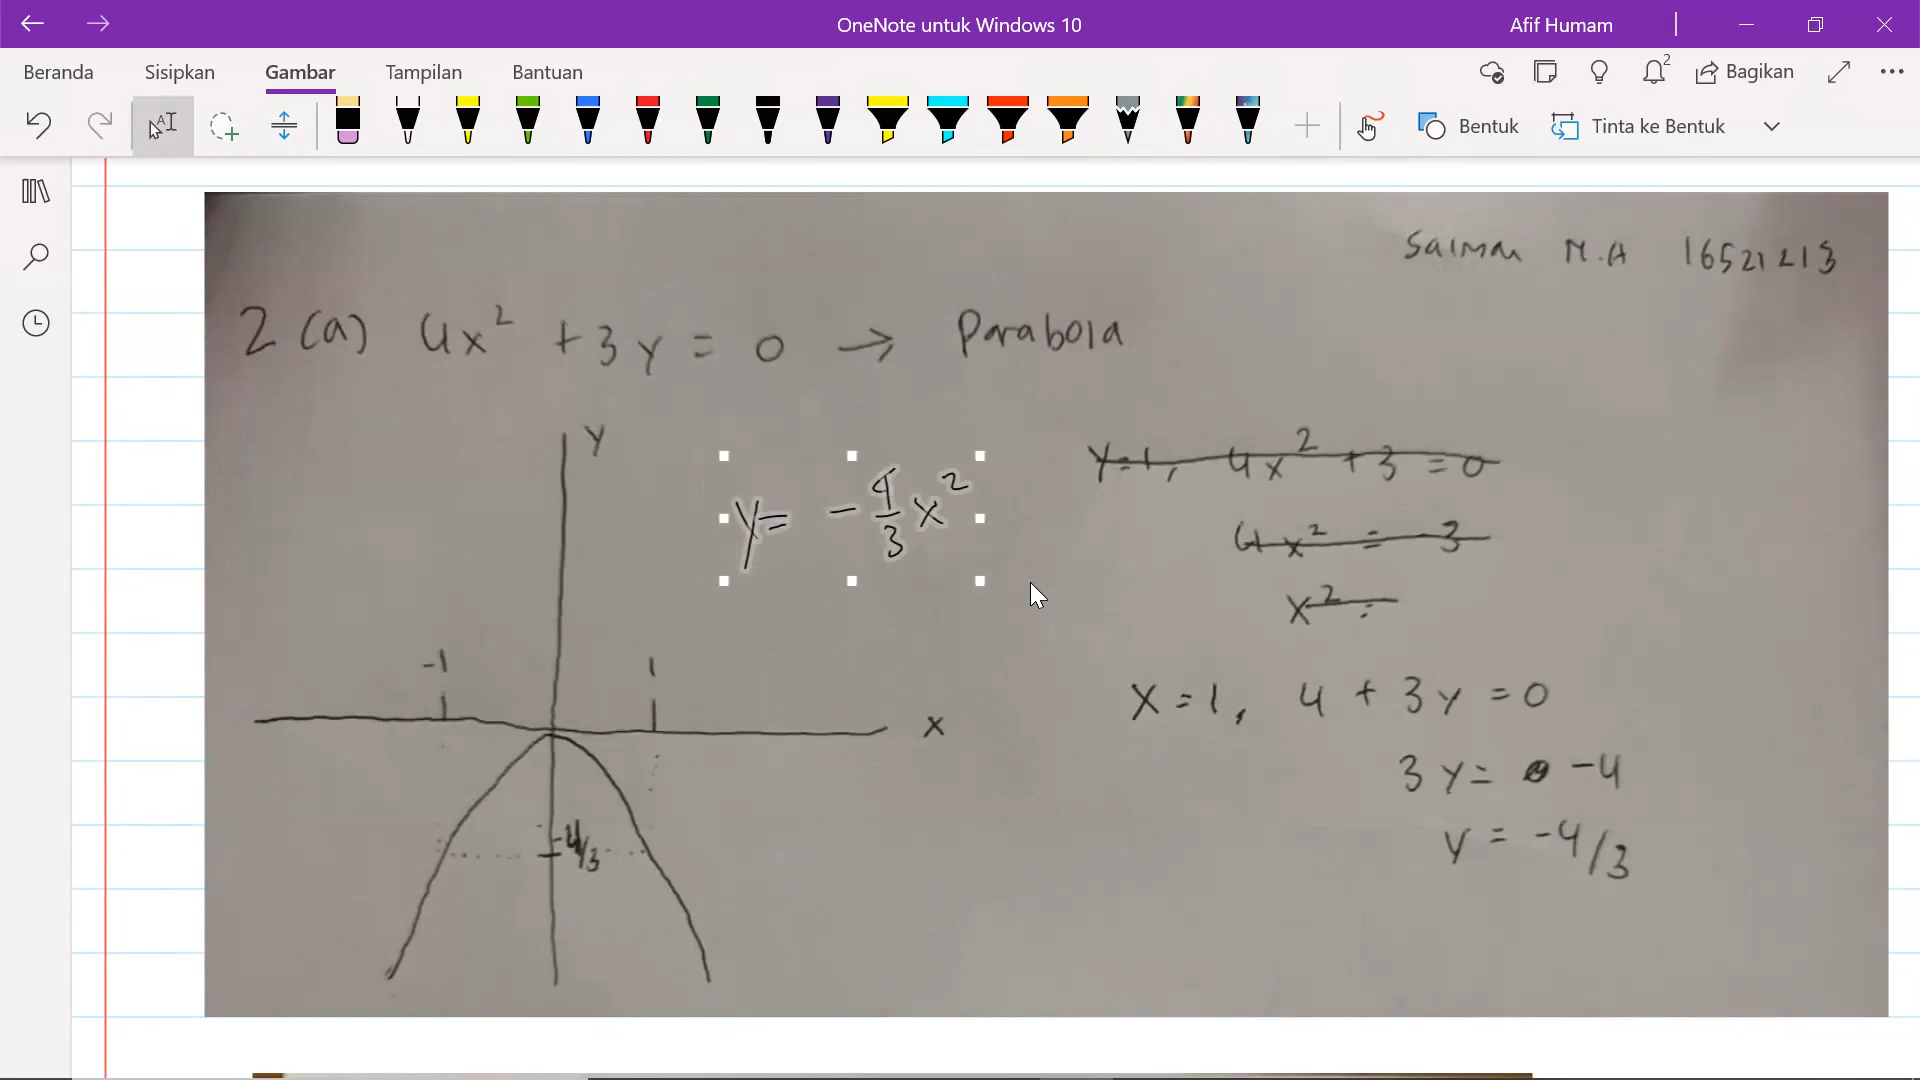 OneNote untuk Windows 10
Afif Humam
Beranda Sisipkan Gambar Tampilan Bantuan
2
Bagikan
Bentuk Tinta ke Bentuk
Salman M.A 16521213
2 (a) 4x² + 3y = 0 → Parabola
y
y = - 4/3 x²
y=1, 4x² + 3 = 0
4x² = -3
x² =
-1 1
x
x = 1, 4 + 3y = 0
3y = -4
y = -4/3
-4/3